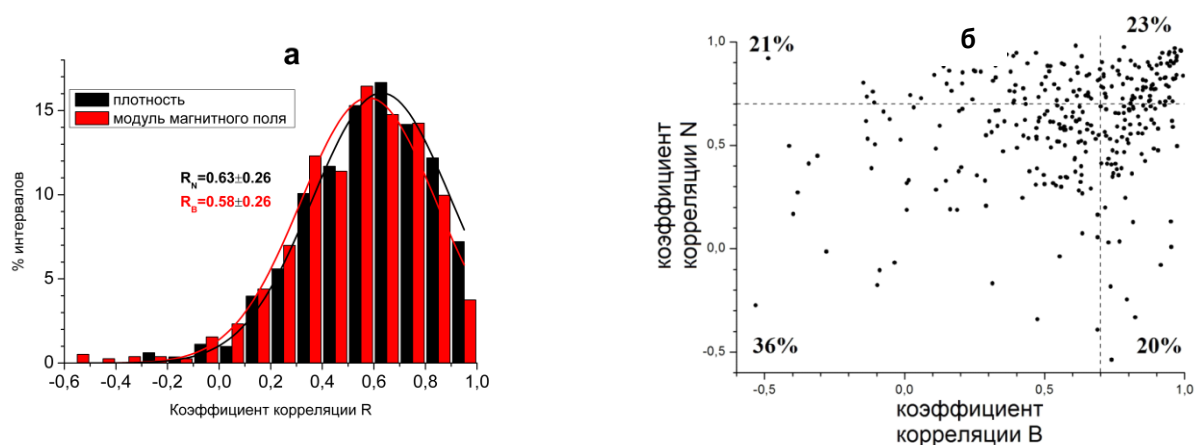 а
плотность
модуль магнитного поля
R_N=0.63±0.26
R_B=0.58±0.26
% интервалов
15
10
5
0
-0,6 -0,4 -0,2 0,0 0,2 0,4 0,6 0,8 1,0
Коэффициент корреляции R
б
21%
23%
36%
20%
коэффициент
корреляции N
1,0
0,5
0,0
-0,5
-0,5 0,0 0,5 1,0
коэффициент
корреляции B